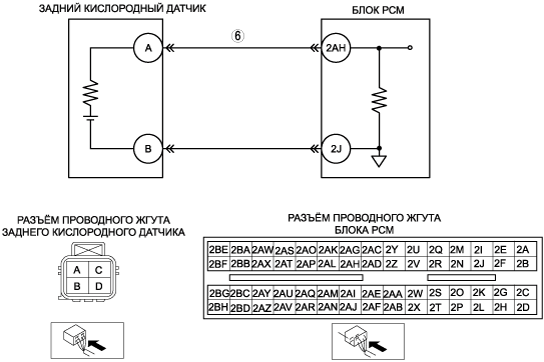 ЗАДНИЙ КИСЛОРОДНЫЙ ДАТЧИК
БЛОК PCM
A
6
2AH
B
2J
РАЗЪЁМ ПРОВОДНОГО ЖГУТА
ЗАДНЕГО КИСЛОРОДНОГО ДАТЧИКА
A C
B D
РАЗЪЁМ ПРОВОДНОГО ЖГУТА
БЛОКА PCM
2BE 2BA 2AW 2AS 2AO 2AK 2AG 2AC 2Y 2U 2Q 2M 2I 2E 2A
2BF 2BB 2AX 2AT 2AP 2AL 2AH 2AD 2Z 2V 2R 2N 2J 2F 2B
2BG 2BC 2AY 2AU 2AQ 2AM 2AI 2AE 2AA 2W 2S 2O 2K 2G 2C
2BH 2BD 2AZ 2AV 2AR 2AN 2AJ 2AF 2AB 2X 2T 2P 2L 2H 2D